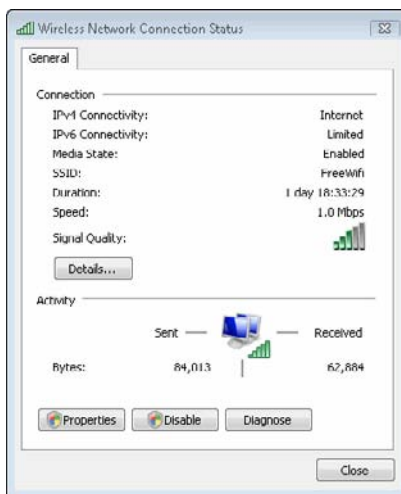 Wireless Network Connection Status
General
Connection
IPv4 Connectivity: Internet
IPv6 Connectivity: Limited
Media State: Enabled
SSID: FreeWifi
Duration: 1 day 18:33:29
Speed: 1.0 Mbps
Signal Quality:
Details...
Activity
Sent Received
Bytes: 84,013 62,884
Properties Disable Diagnose
Close